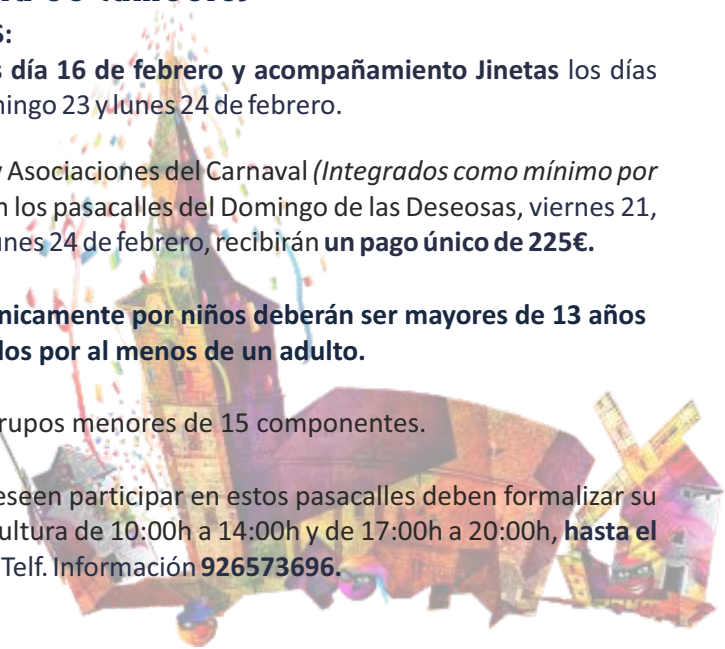 S:
día 16 de febrero y acompañamiento Jinetas los días
mingo 23 y lunes 24 de febrero.
y Asociaciones del Carnaval (Integrados como mínimo por
los pasacalles del Domingo de las Deseosas, viernes 21,
unes 24 de febrero, recibirán un pago único de 225€.
nicamente por niños deberán ser mayores de 13 años
dos por al menos de un adulto.
rupos menores de 15 componentes.
eseen participar en estos pasacalles deben formalizar su
ultura de 10:00h a 14:00h y de 17:00h a 20:00h, hasta el
Telf. Información 926573696.